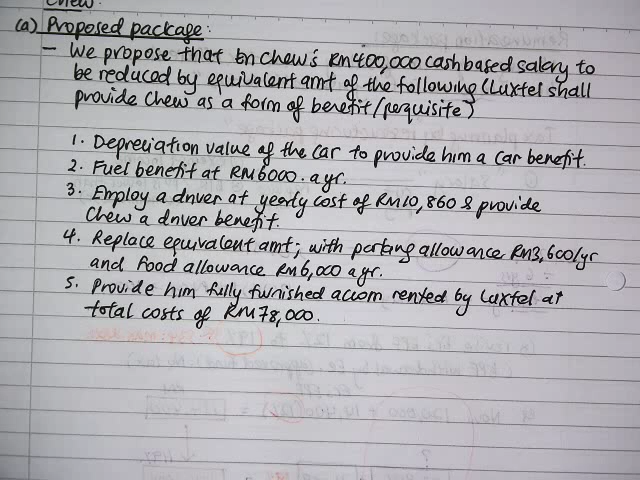 Chew.
(a) Proposed package:
- We propose that En Chew's RM400,000 cash based salary to
be reduced by equivalent amt of the following (Luxtel shall
provide Chew as a form of benefit/perquisite)
1. Depreciation value of the car to provide him a car benefit.
2. Fuel benefit at RM6000. a yr.
3. Employ a driver at yearly cost of RM10,860 & provide
Chew a driver benefit.
4. Replace equivalent amt; with parking allowance RM3,600/yr
and food allowance RM6,000 a yr.
5. Provide him fully furnished accom rented by Luxtel at
total costs of RM78,000.